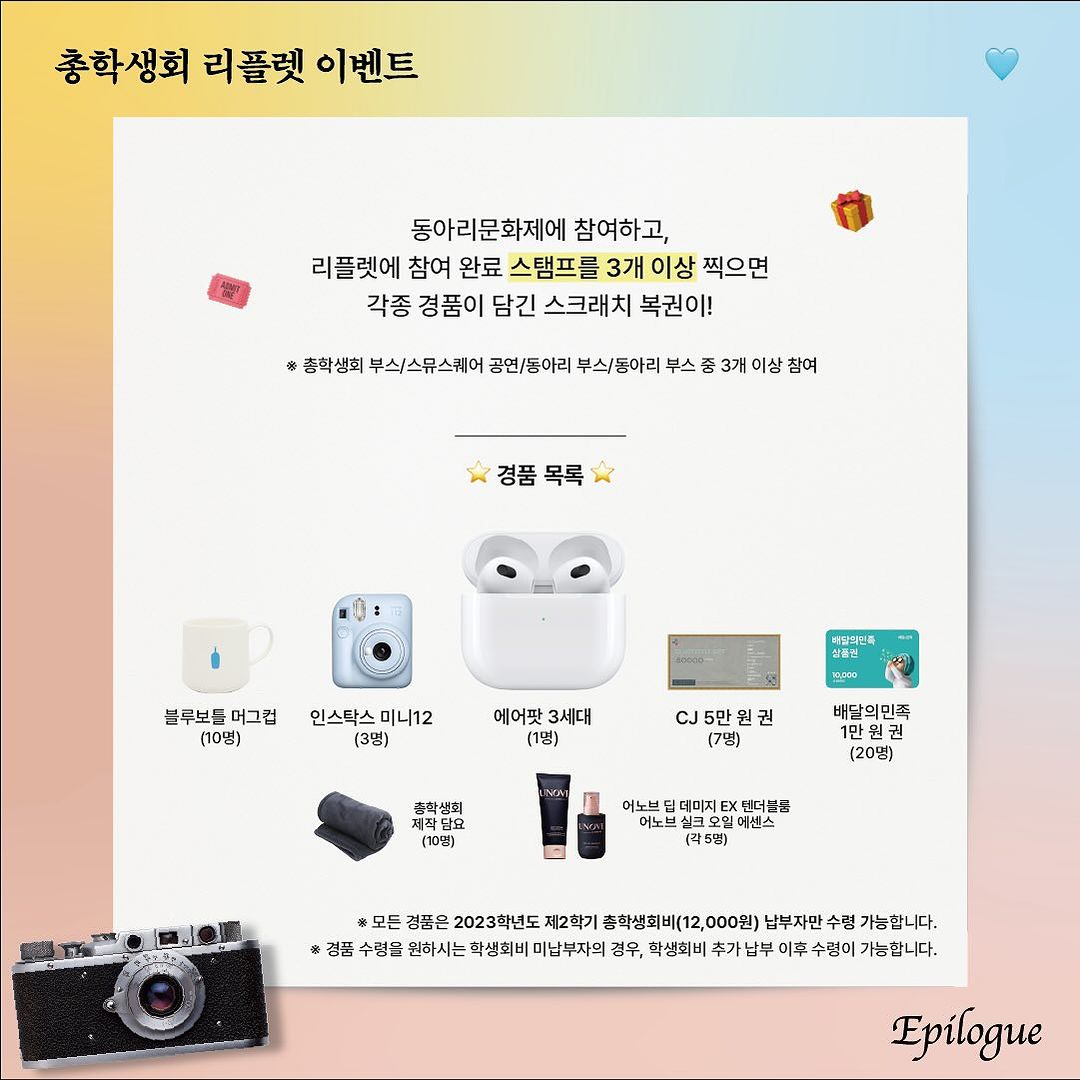 총학생회 리플렛 이벤트
ADMIT
ONE
동아리문화제에 참여하고,
리플렛에 참여 완료 스탬프를 3개 이상 찍으면
각종 경품이 담긴 스크래치 복권이!
※ 총학생회 부스/스뮤스퀘어 공연/동아리 부스/동아리 부스 중 3개 이상 참여
경품 목록
배달의민족
상품권
10,000
블루보틀 머그컵
(10명)
인스탁스 미니12
(3명)
에어팟 3세대
(1명)
CJ 5만 원 권
(7명)
배달의민족
1만 원 권
(20명)
총학생회
제작 담요
(10명)
UNOVE
UNOVE
어노브 딥 데미지 EX 텐더블룸
어노브 실크 오일 에센스
(각 5명)
※ 모든 경품은 2023학년도 제2학기 총학생회비(12,000원) 납부자만 수령 가능합니다.
※ 경품 수령을 원하시는 학생회비 미납부자의 경우, 학생회비 추가 납부 이후 수령이 가능합니다.
Epilogue